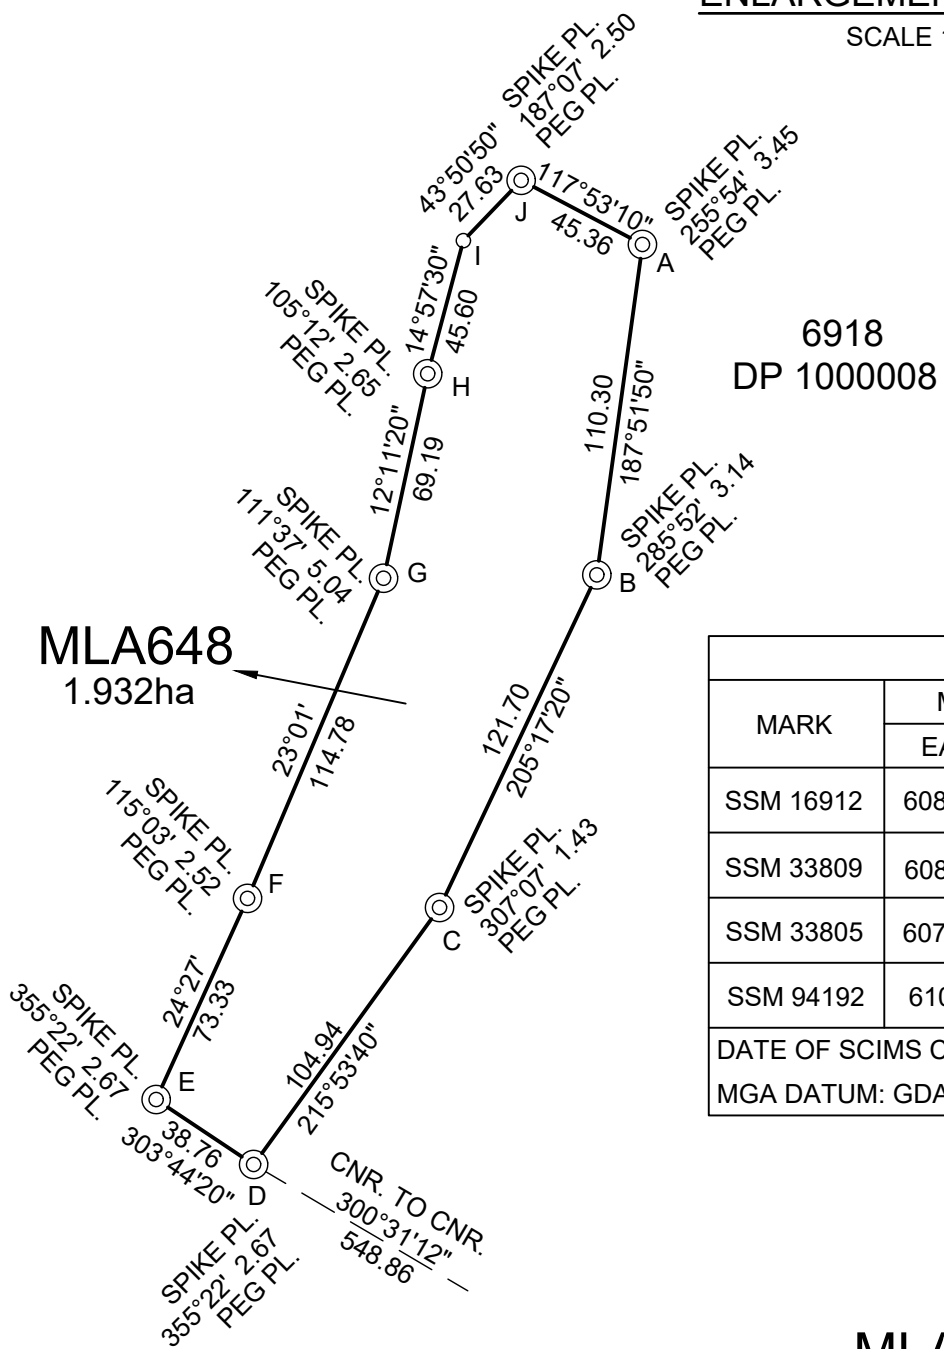 ENLARGEMEN
SCALE 1
SPIKE PL.
187°07' 2.50
PEG PL.
43°50'50"
27.63
J
117°53'10"
45.36
SPIKE PL.
255°54' 3.45
PEG PL.
A
I
14°57'30"
45.60
SPIKE PL.
105°12' 2.65
PEG PL.
H
6918
DP 1000008
110.30
187°51'50"
12°11'20"
69.19
SPIKE PL.
111°37' 5.04
PEG PL.
G
SPIKE PL.
285°52' 3.14
PEG PL.
B
MLA648
1.932ha
23°01'
114.78
121.70
205°17'20"
SPIKE PL.
115°03' 2.52
PEG PL.
F
SPIKE PL.
307°07' 1.43
PEG PL.
C
24°27'
73.33
104.94
215°53'40"
SPIKE PL.
355°22' 2.67
PEG PL.
E
38.76
303°44'20"
D
CNR. TO CNR.
300°31'12"
548.86
SPIKE PL.
355°22' 2.67
PEG PL.
MARK
EA
SSM 16912 608
SSM 33809 608
SSM 33805 607
SSM 94192 610
DATE OF SCIMS C
MGA DATUM: GDA